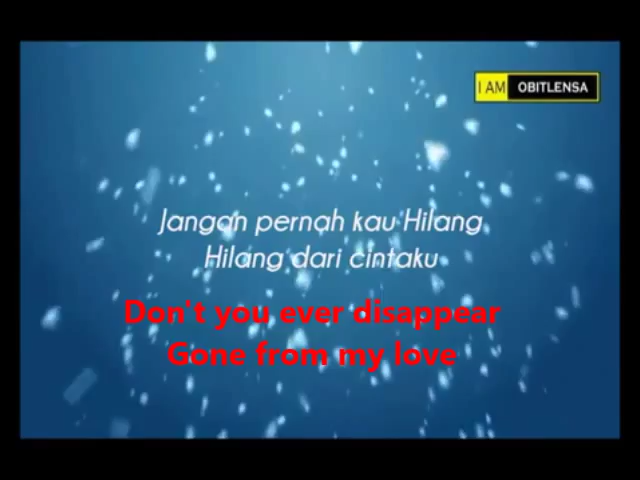 I AM OBITLENSA
Jangan pernah kau Hilang
Hilang dari cintaku
Don't you ever disappear
Gone from my love